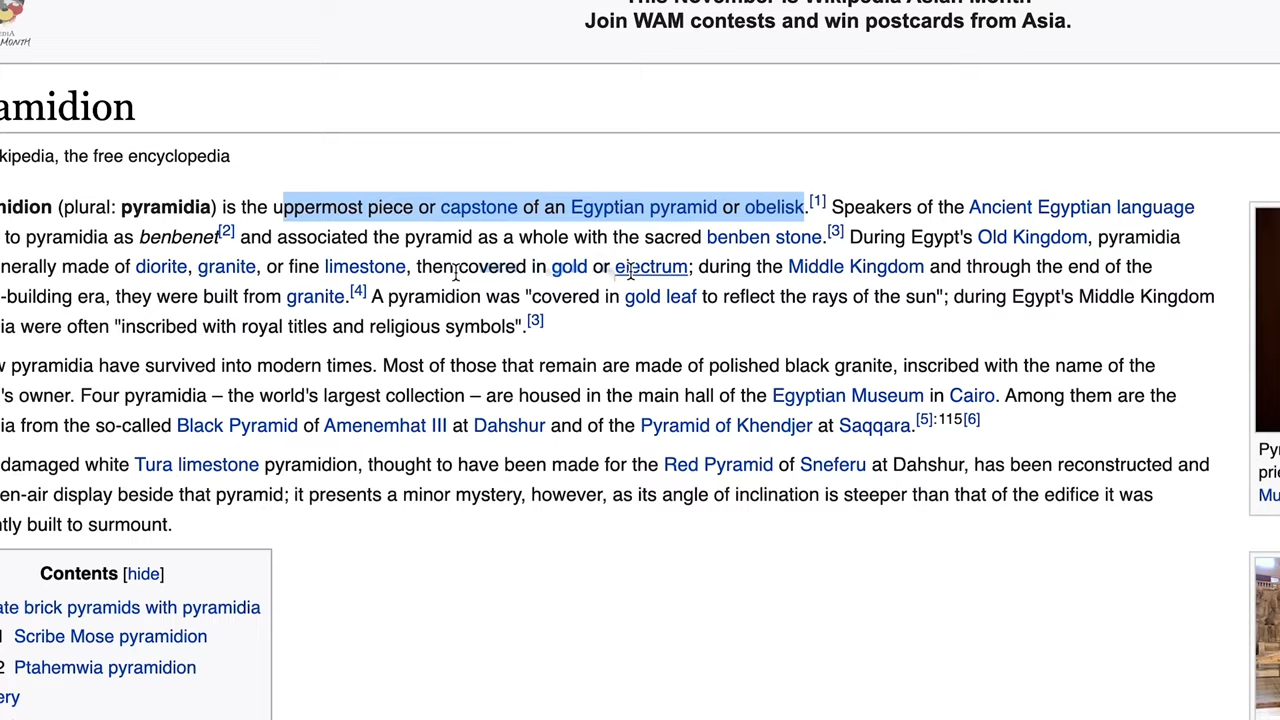 This November is Wikipedia Asian Month
Join WAM contests and win postcards from Asia.
MONTH
amidion
kipedia, the free encyclopedia
midion (plural: pyramidia) is the uppermost piece or capstone of an Egyptian pyramid or obelisk.[1] Speakers of the Ancient Egyptian language
to pyramidia as benbenet[2] and associated the pyramid as a whole with the sacred benben stone.[3] During Egypt's Old Kingdom, pyramidia
nerally made of diorite, granite, or fine limestone, then covered in gold or electrum; during the Middle Kingdom and through the end of the
-building era, they were built from granite.[4] A pyramidion was "covered in gold leaf to reflect the rays of the sun"; during Egypt's Middle Kingdom
ia were often "inscribed with royal titles and religious symbols".[3]
w pyramidia have survived into modern times. Most of those that remain are made of polished black granite, inscribed with the name of the
's owner. Four pyramidia – the world's largest collection – are housed in the main hall of the Egyptian Museum in Cairo. Among them are the
ia from the so-called Black Pyramid of Amenemhat III at Dahshur and of the Pyramid of Khendjer at Saqqara.[5]:115[6]
damaged white Tura limestone pyramidion, thought to have been made for the Red Pyramid of Sneferu at Dahshur, has been reconstructed and
en-air display beside that pyramid; it presents a minor mystery, however, as its angle of inclination is steeper than that of the edifice it was
ntly built to surmount.
Contents [hide]
ate brick pyramids with pyramidia
1 Scribe Mose pyramidion
2 Ptahemwia pyramidion
ery
Pyr
prie
Mu